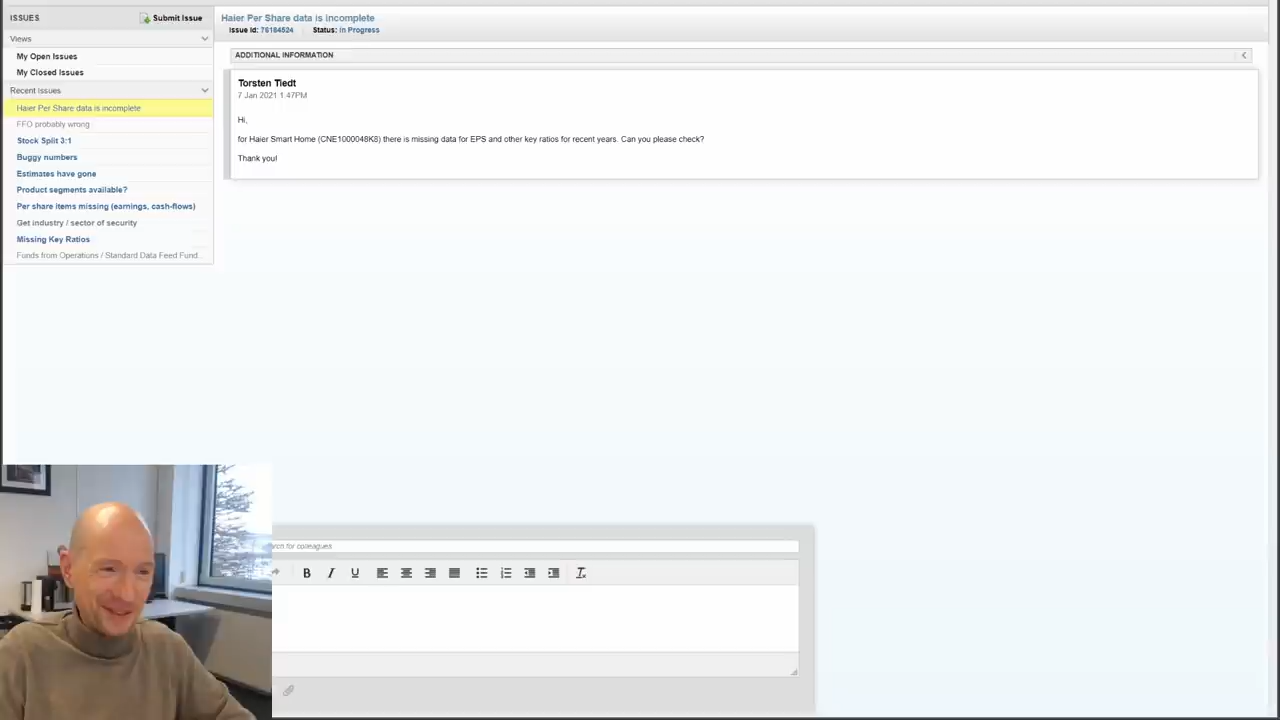 ISSUES
Submit Issue
Views
My Open Issues
My Closed Issues
Recent Issues
Haier Per Share data is incomplete
FFO probably wrong
Stock Split 3:1
Buggy numbers
Estimates have gone
Product segments available?
Per share items missing (earnings, cash-flows)
Get industry / sector of security
Missing Key Ratios
Funds from Operations / Standard Data Feed Fund...
Haier Per Share data is incomplete
Issue Id: 76184524 Status: In Progress
ADDITIONAL INFORMATION
Torsten Tiedt
7 Jan 2021 1:47PM
Hi,
for Haier Smart Home (CNE1000048K8) there is missing data for EPS and other key ratios for recent years. Can you please check?
Thank you!
for colleagues
B I U